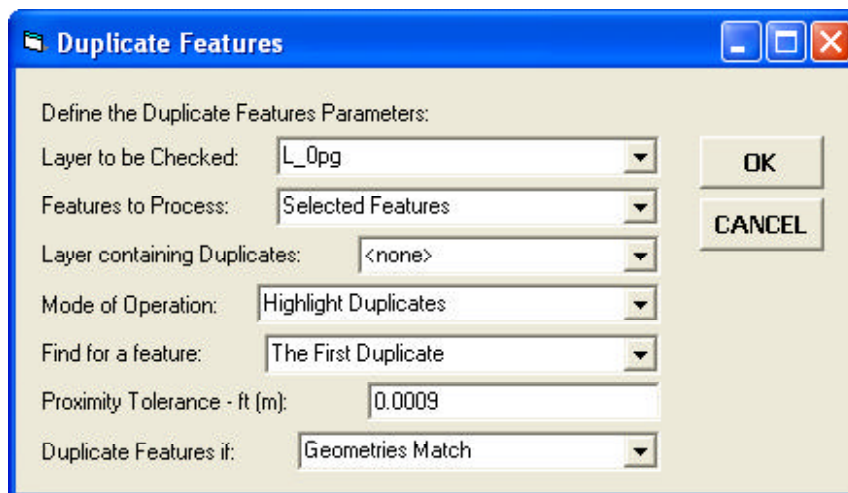 Duplicate Features
Define the Duplicate Features Parameters:
Layer to be Checked: L_0pg
OK
Features to Process: Selected Features
CANCEL
Layer containing Duplicates: <none>
Mode of Operation: Highlight Duplicates
Find for a feature: The First Duplicate
Proximity Tolerance - ft (m): 0.0009
Duplicate Features if: Geometries Match